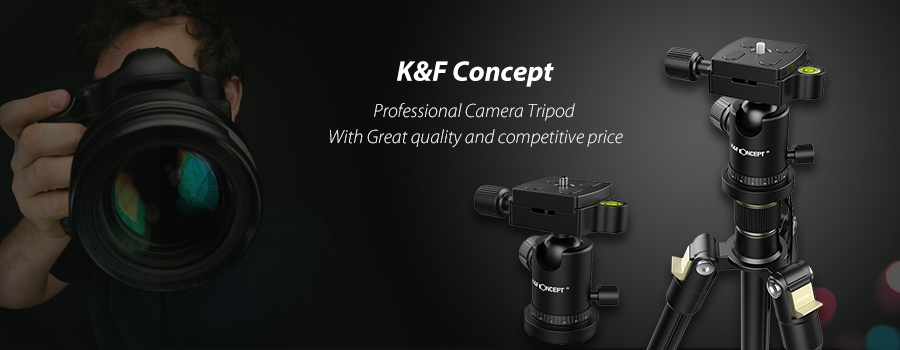 K&F Concept
Professional Camera Tripod
With Great quality and competitive price
K&F CONCEPT
K&F CONCEPT